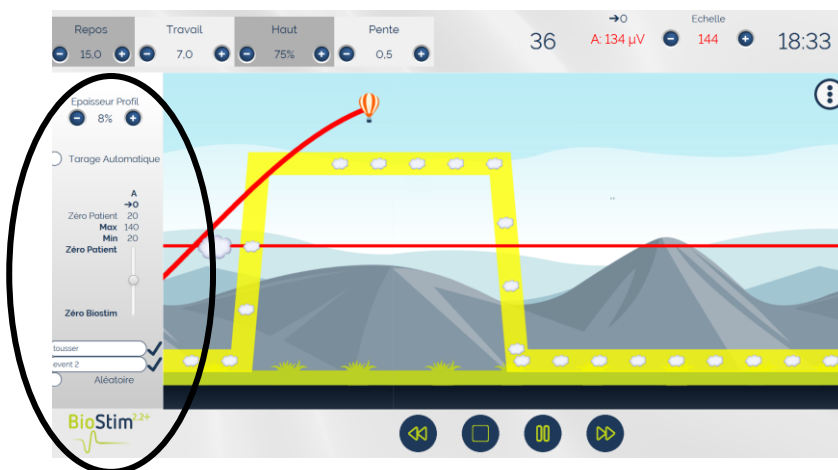 Repos
Travail
Haut
Pente
15.0
7,0
75%
0,5
36
→0
A: 134 µV
Echelle
144
18:33
Epaisseur Profil
8%
Tarage Automatique
A
→0
Zéro Patient 20
Max 140
Min 20
Zéro Patient
Zéro Biostim
tousser
event 2
Aléatoire
BioStim 2.2+